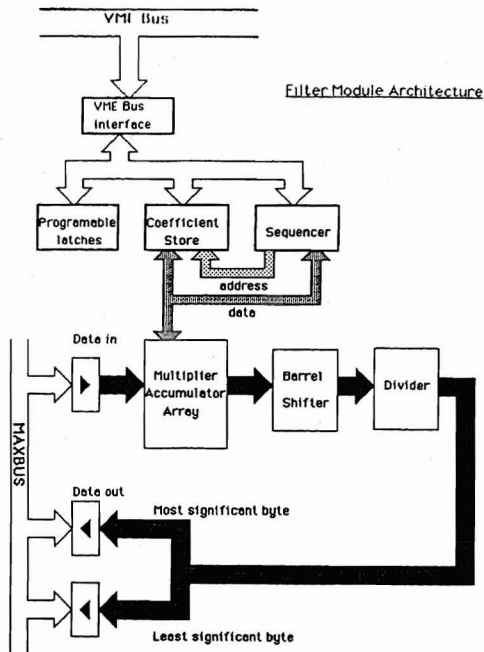 VME Bus
Filter Module Architecture
VME Bus
Interface
Programable
latches
Coefficient
Store
Sequencer
address
data
Data in
Multiplier
Accumulator
Array
Barrel
Shifter
Divider
MAXBUS
Data out
Most significant byte
Least significant byte